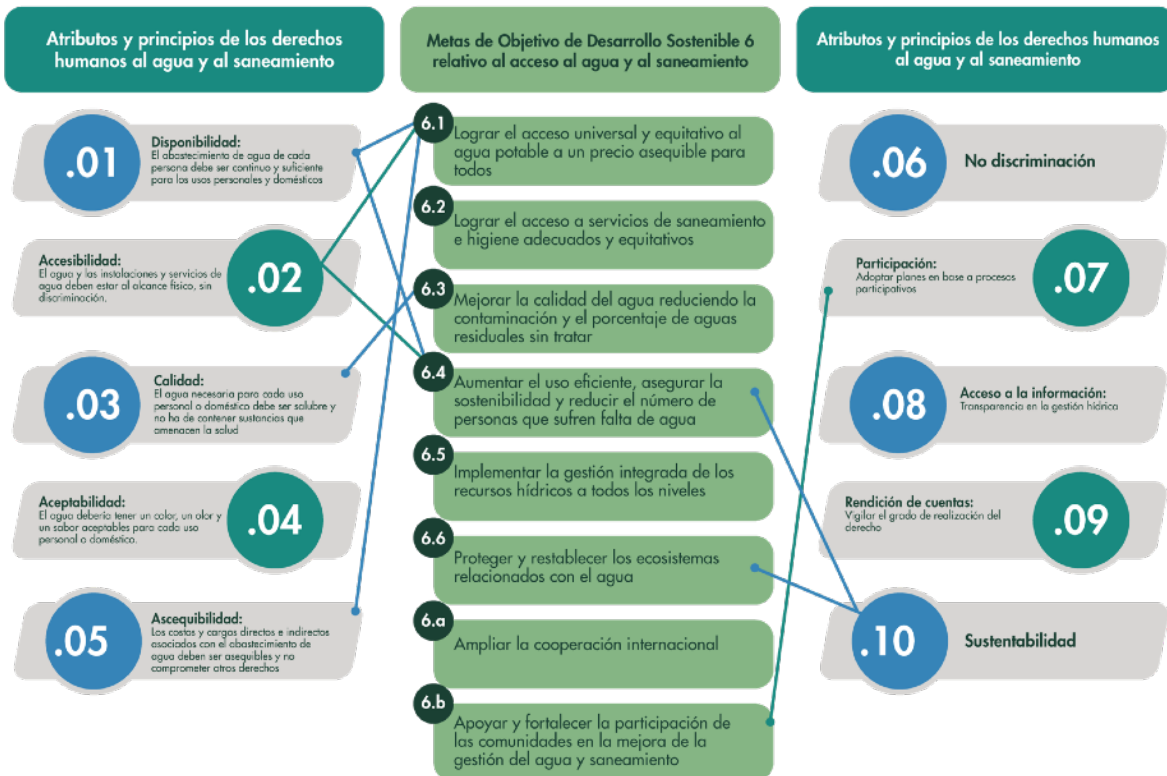 Atributos y principios de los derechos
humanos al agua y al saneamiento
.01
Disponibilidad:
El abastecimiento de agua de cada
persona debe ser continuo y suficiente
para los usos personales y domésticos
Accesibilidad:
El agua y las instalaciones y servicios de
agua deben estar al alcance físico, sin
discriminación.
.02
.03
Calidad:
El agua necesaria para cada uso
personal o doméstico debe ser salubre y
no ha de contener sustancias que
amenacen la salud
Aceptabilidad:
El agua debería tener un color, un olor y
un sabor aceptables para cada uso
personal o doméstico.
.04
.05
Ascequibilidad:
Los costos y cargas directos e indirectos
asociados con el abastecimiento de
agua deben ser asequibles y no
comprometer otros derechos
Metas de Objetivo de Desarrollo Sostenible 6
relativo al acceso al agua y al saneamiento
6.1
Lograr el acceso universal y equitativo al
agua potable a un precio asequible para
todos
6.2
Lograr el acceso a servicios de saneamiento
e higiene adecuados y equitativos
6.3
Mejorar la calidad del agua reduciendo la
contaminación y el porcentaje de aguas
residuales sin tratar
6.4
Aumentar el uso eficiente, asegurar la
sostenibilidad y reducir el número de
personas que sufren falta de agua
6.5
Implementar la gestión integrada de los
recursos hídricos a todos los niveles
6.6
Proteger y restablecer los ecosistemas
relacionados con el agua
6.a
Ampliar la cooperación internacional
6.b
Apoyar y fortalecer la participación de
las comunidades en la mejora de la
gestión del agua y saneamiento
Atributos y principios de los derechos humanos
al agua y al saneamiento
.06
No discriminación
Participación:
Adoptar planes en base a procesos
participativos
.07
.08
Acceso a la información:
Transparencia en la gestión hídrica
Rendición de cuentas:
Vigilar el grado de realización del
derecho
.09
.10
Sustentabilidad